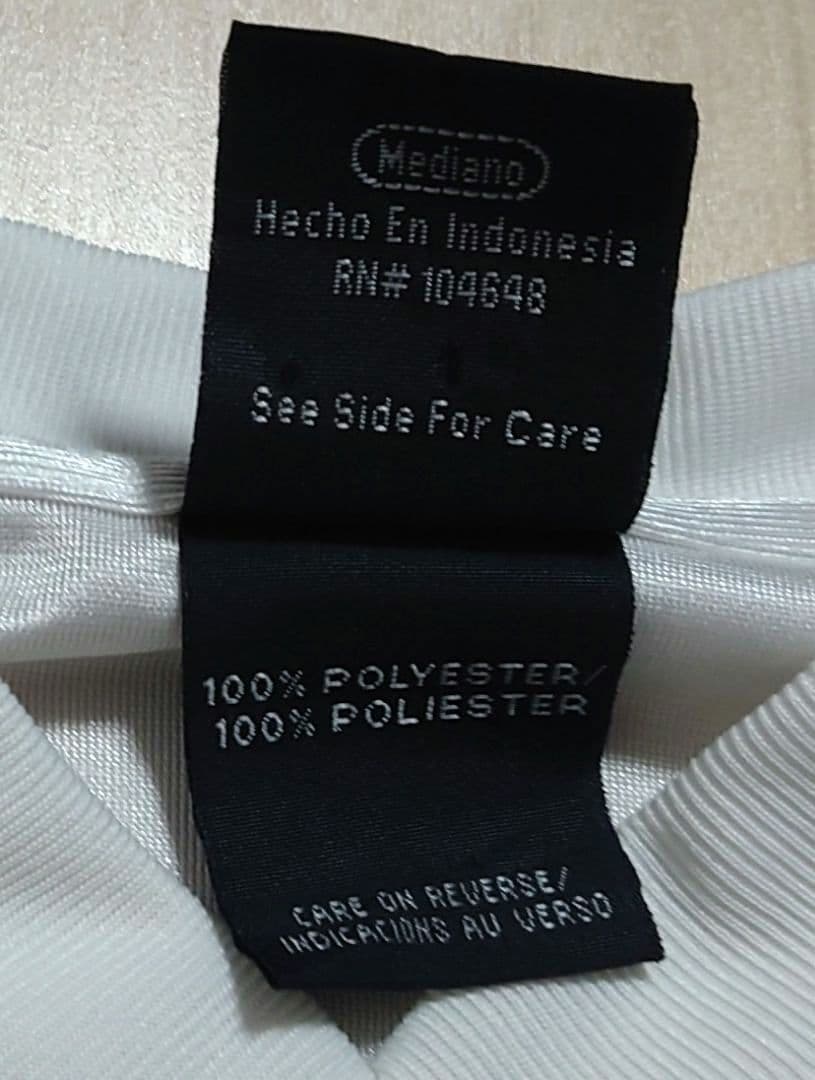 Mediano
Hecho En Indonesia
RN# 104648
See Side For Care
100% POLYESTER/
100% POLIESTER
CARE ON REVERSE/
INDICACIONS AU VERSO